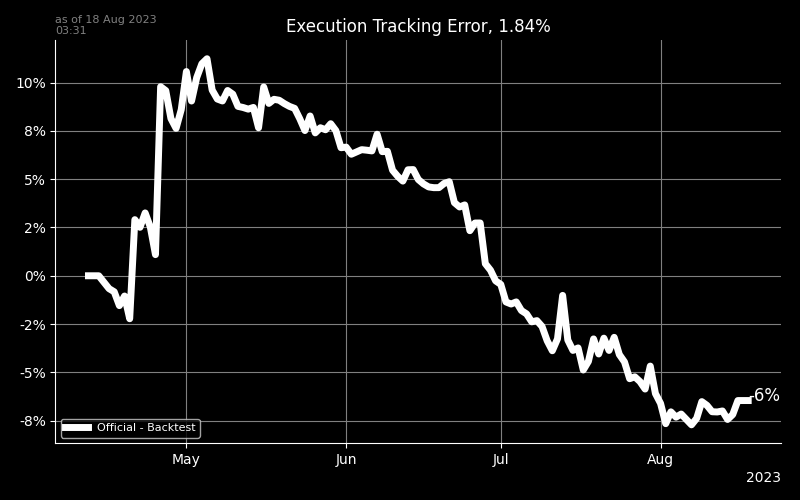 as of 18 Aug 2023
03:31
Execution Tracking Error, 1.84%
10%
8%
5%
2%
0%
-2%
-5%
-8%
-6%
Official - Backtest
May
Jun
Jul
Aug
2023